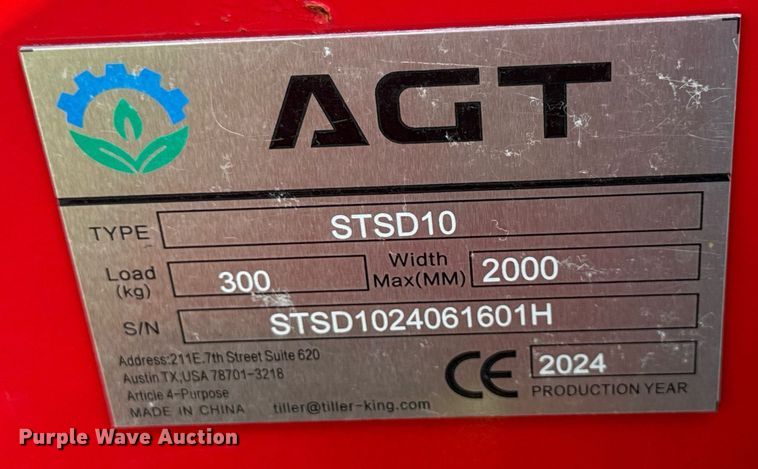 AGT
TYPE STSD10
Load (kg) 300 Width Max(MM) 2000
S/N STSD1024061601H
Address:211E.7th Street Suite 620
Austin TX,USA 78701-3218
Article 4-Purpose
MADE IN CHINA tiller@tiller-king.com
CE 2024
PRODUCTION YEAR
Purple Wave Auction